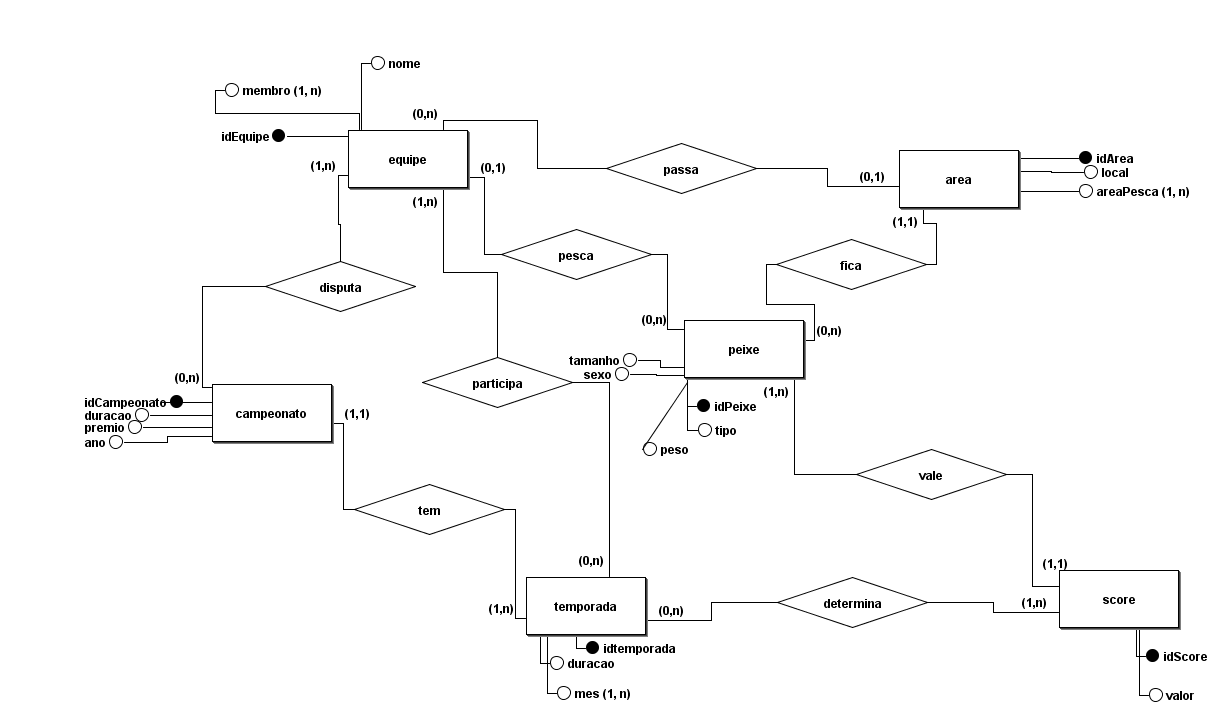 nome
membro (1, n)
(0,n)
idEquipe
equipe
(1,n)
(0,1)
(1,n)
passa
(0,1)
area
idArea
local
areaPesca (1, n)
(1,1)
pesca
fica
disputa
(0,n)
(0,n)
peixe
tamanho
sexo
(1,n)
idPeixe
tipo
peso
participa
(0,n)
idCampeonato
duracao
premio
ano
campeonato
(1,1)
vale
tem
(0,n)
(1,1)
(1,n)
temporada
(0,n)
determina
(1,n)
score
idtemporada
duracao
mes (1, n)
idScore
valor